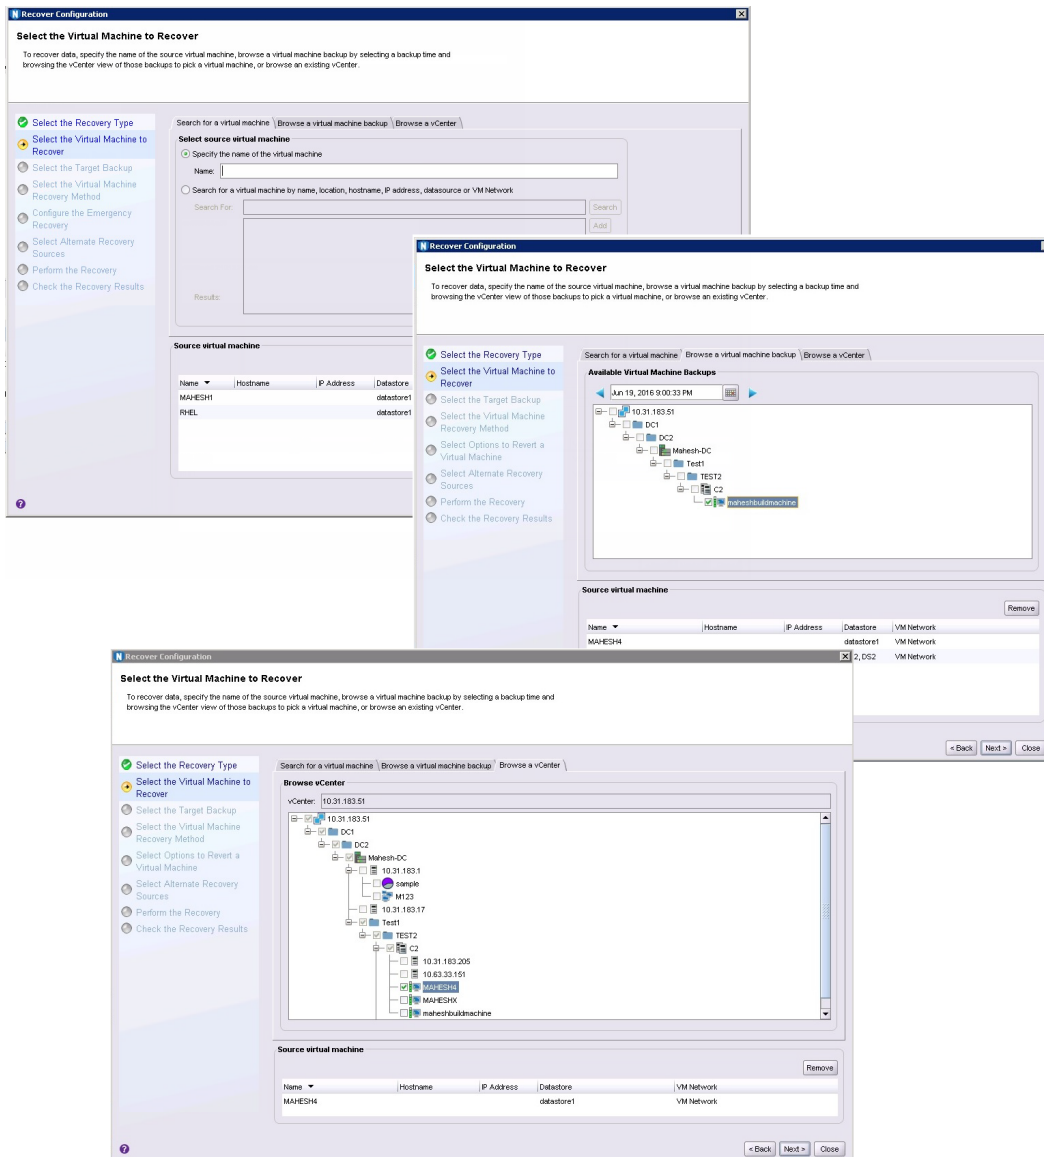 Recover Configuration
Select the Virtual Machine to Recover
To recover data, specify the name of the source virtual machine, browse a virtual machine backup by selecting a backup time and
browsing the vCenter view of those backups to pick a virtual machine, or browse an existing vCenter.
Select the Recovery Type
Select the Virtual Machine to
Recover
Select the Target Backup
Select the Virtual Machine
Recovery Method
Configure the Emergency
Recovery
Select Alternate Recovery
Sources
Perform the Recovery
Check the Recovery Results
Search for a virtual machine Browse a virtual machine backup Browse a vCenter
Select source virtual machine
Specify the name of the virtual machine
Name:
Search for a virtual machine by name, location, hostname, IP address, datasource or VM Network
Search For: Search
Add
Results:
Source virtual machine
Name Hostname IP Address Datastore
MAHESH1 datastore1
RHEL datastore1
Recover Configuration
Select the Virtual Machine to Recover
To recover data, specify the name of the source virtual machine, browse a virtual machine backup by selecting a backup time and
browsing the vCenter view of those backups to pick a virtual machine, or browse an existing vCenter.
Select the Recovery Type
Select the Virtual Machine to
Recover
Select the Target Backup
Select the Virtual Machine
Recovery Method
Select Options to Revert a
Virtual Machine
Select Alternate Recovery
Sources
Perform the Recovery
Check the Recovery Results
Search for a virtual machine Browse a virtual machine backup Browse a vCenter
Available Virtual Machine Backups
Jun 19, 2016 9:00:33 PM
10.31.183.51
DC1
DC2
Mahesh-DC
Test1
TEST2
C2
maheshbuildmachine
Source virtual machine
Remove
Name Hostname IP Address Datastore VM Network
MAHESH4 datastore1 VM Network
2, DS2 VM Network
< Back Next > Close
Recover Configuration
Select the Virtual Machine to Recover
To recover data, specify the name of the source virtual machine, browse a virtual machine backup by selecting a backup time and
browsing the vCenter view of those backups to pick a virtual machine, or browse an existing vCenter.
Select the Recovery Type
Select the Virtual Machine to
Recover
Select the Target Backup
Select the Virtual Machine
Recovery Method
Select Options to Revert a
Virtual Machine
Select Alternate Recovery
Sources
Perform the Recovery
Check the Recovery Results
Search for a virtual machine Browse a virtual machine backup Browse a vCenter
Browse vCenter
vCenter: 10.31.183.51
10.31.183.51
DC1
DC2
Mahesh-DC
10.31.183.1
sample
M123
10.31.183.17
Test1
TEST2
C2
10.31.183.205
10.63.33.151
MAHESH4
MAHESHX
maheshbuildmachine
Source virtual machine
Remove
Name Hostname IP Address Datastore VM Network
MAHESH4 datastore1 VM Network
< Back Next > Close